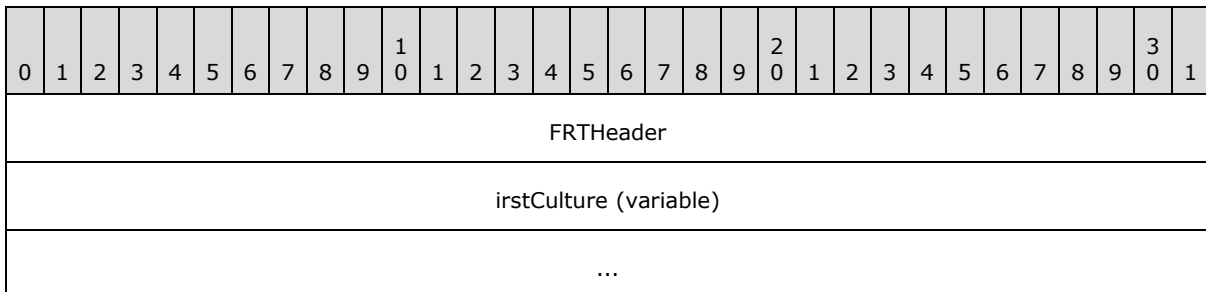 0 1 2 3 4 5 6 7 8 9 1 0 1 2 3 4 5 6 7 8 9 2 0 1 2 3 4 5 6 7 8 9 3 0 1
FRTHeader
irstCulture (variable)
...